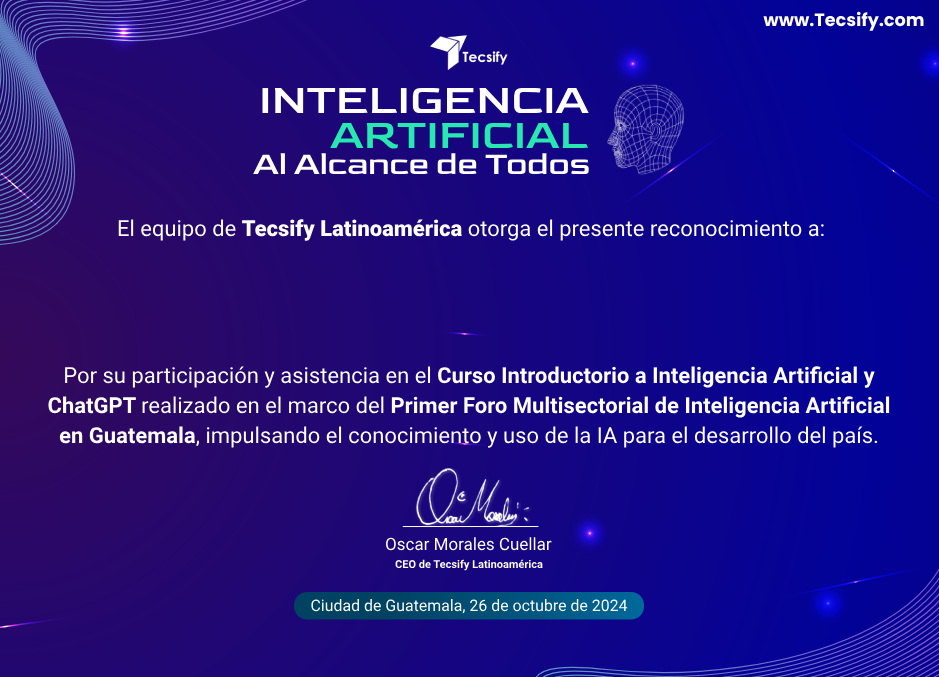 www.Tecsify.com
Tecsify
INTELIGENCIA
ARTIFICIAL
Al Alcance de Todos
El equipo de Tecsify Latinoamérica otorga el presente reconocimiento a:
Por su participación y asistencia en el Curso Introductorio a Inteligencia Artificial y
ChatGPT realizado en el marco del Primer Foro Multisectorial de Inteligencia Artificial
en Guatemala, impulsando el conocimiento y uso de la IA para el desarrollo del país.
Oscar Morales Cuellar
CEO de Tecsify Latinoamérica
Ciudad de Guatemala, 26 de octubre de 2024